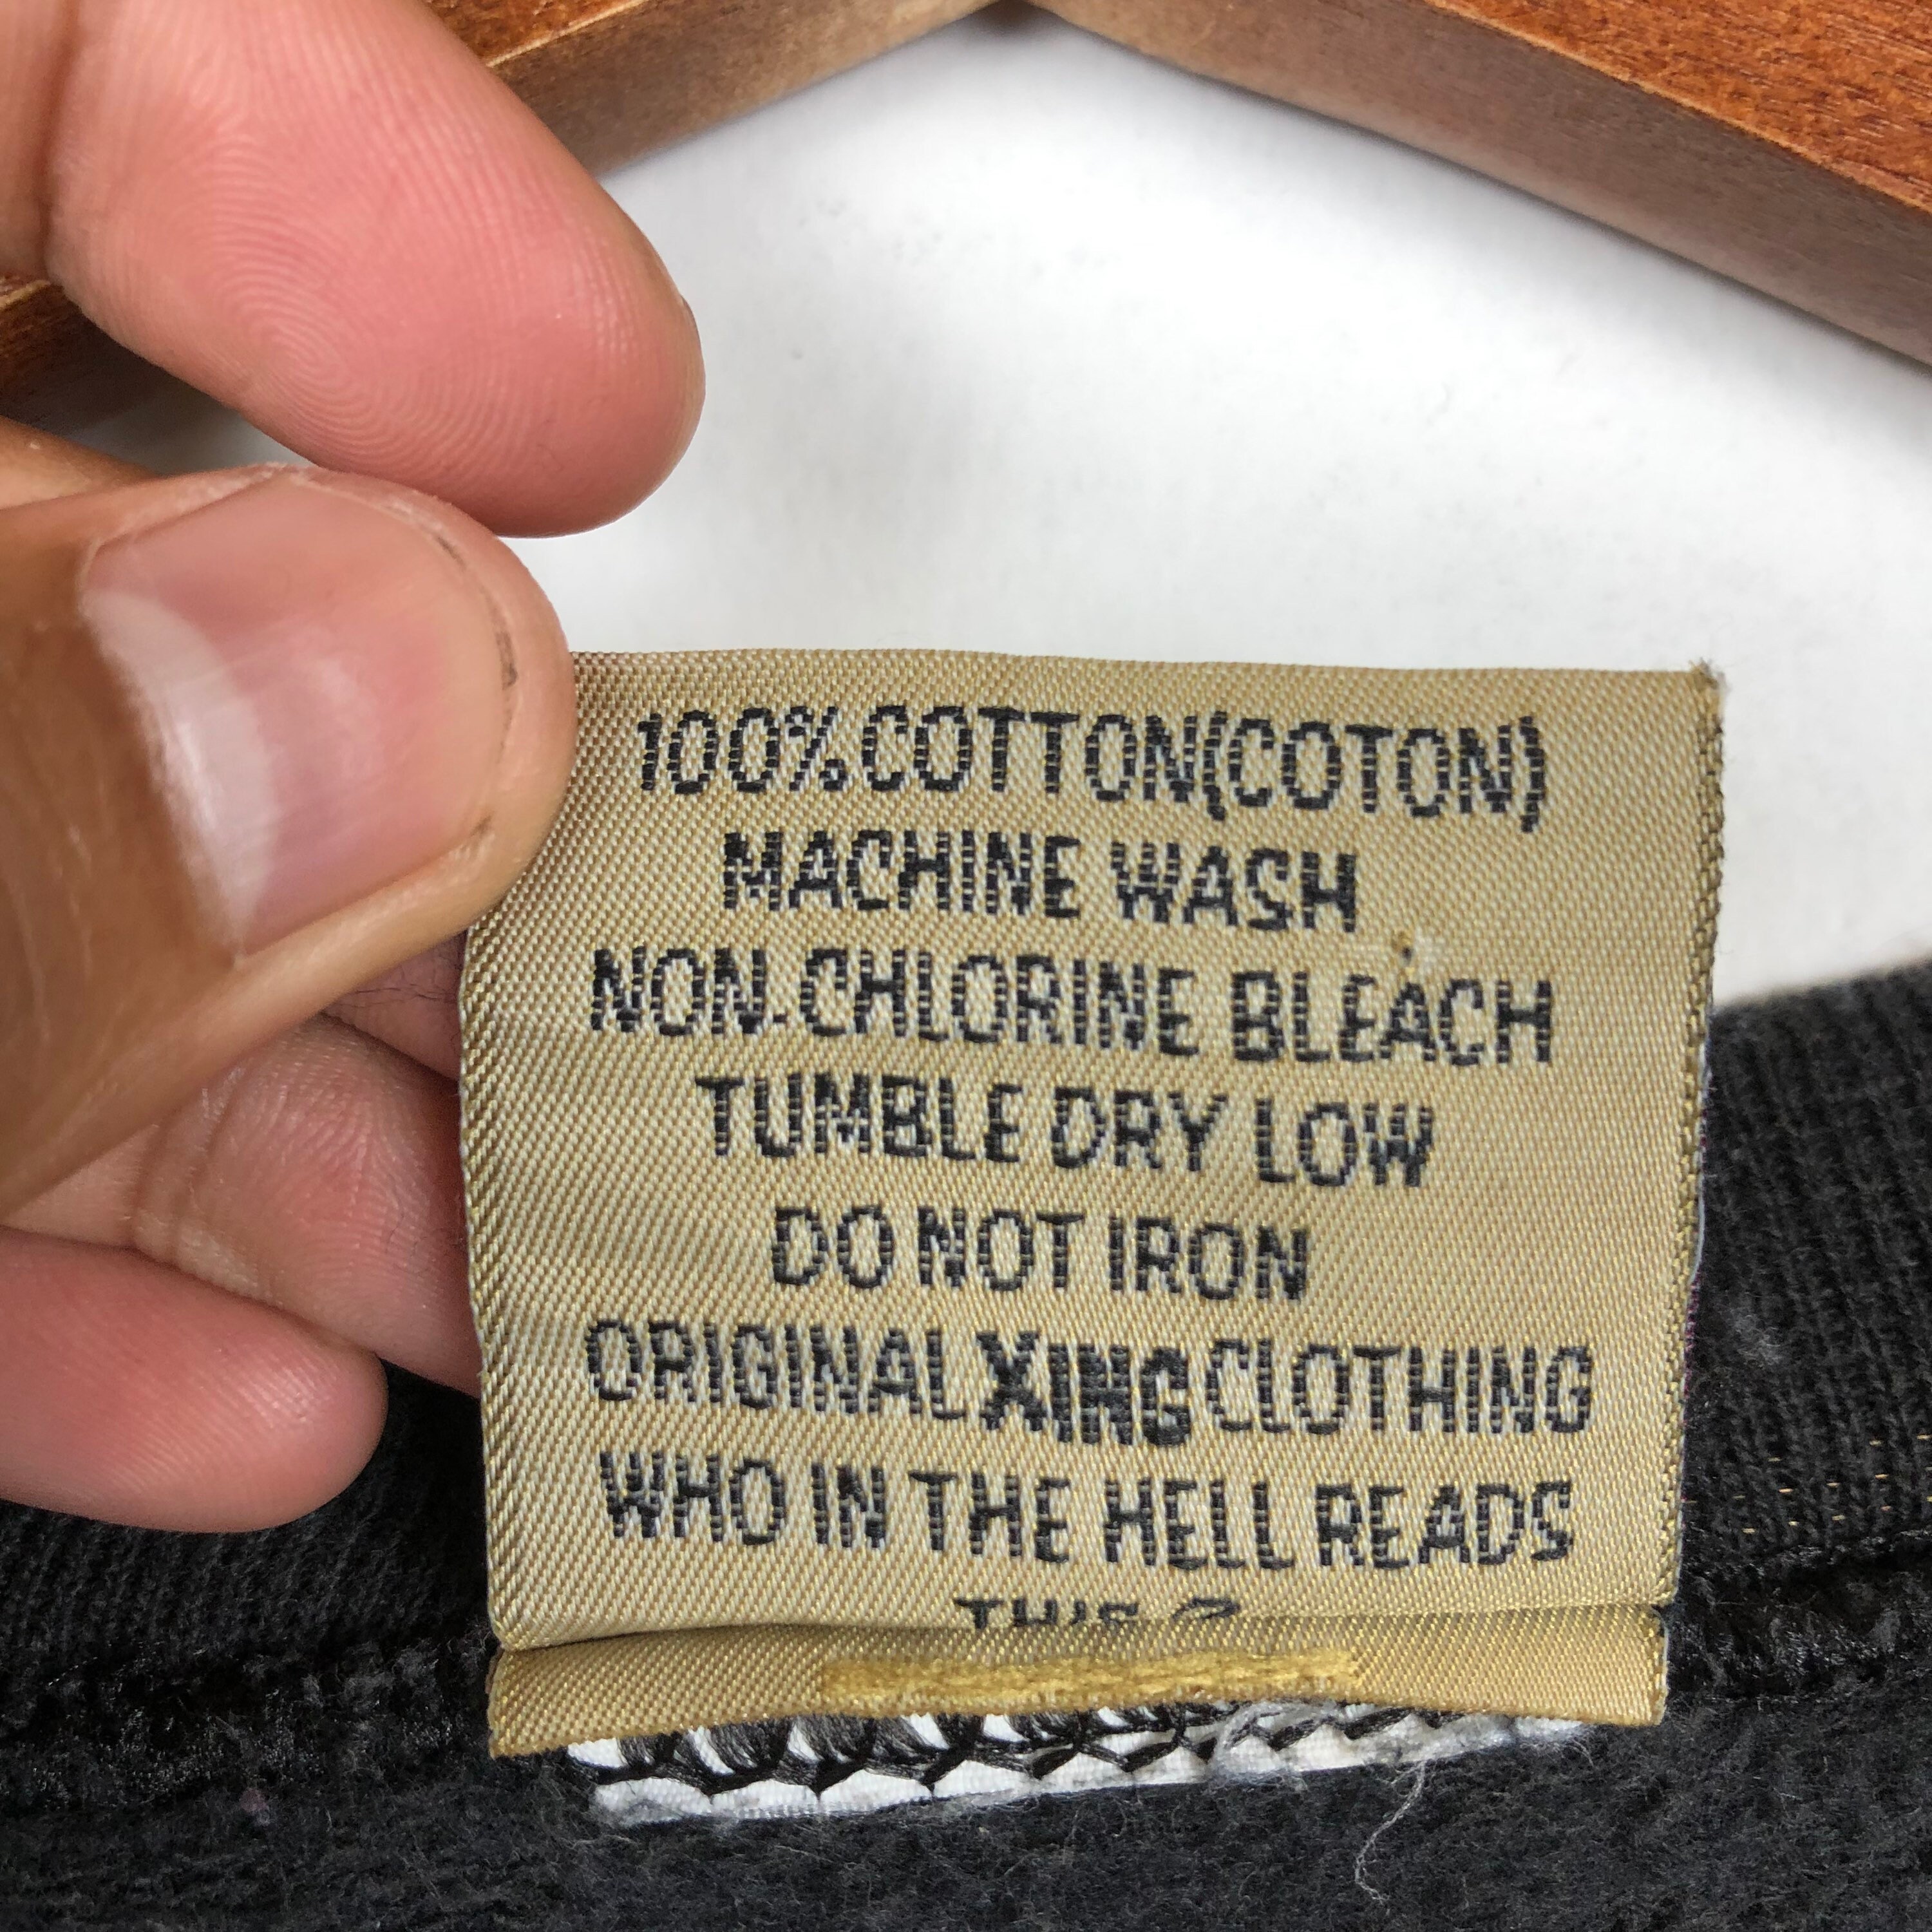 100% COTTON(COTON)
MACHINE WASH
NON-CHLORINE BLEACH
TUMBLE DRY LOW
DO NOT IRON
ORIGINAL XING CLOTHING
WHO IN THE HELL READS
THIS ?